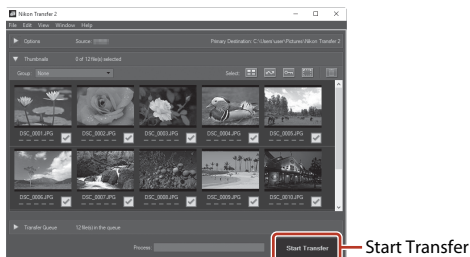 Nikon Transfer 2
File Edit View Window Help
Options Source: Primary Destination: C:\Users\user\Pictures\Nikon Transfer 2
Thumbnails 0 of 12 file(s) selected
Group: None Select:
DSC_0001.JPG DSC_0002.JPG DSC_0003.JPG DSC_0004.JPG DSC_0005.JPG
DSC_0006.JPG DSC_0007.JPG DSC_0008.JPG DSC_0009.JPG DSC_0010.JPG
Transfer Queue 12 file(s) in the queue
Process: Start Transfer
Start Transfer